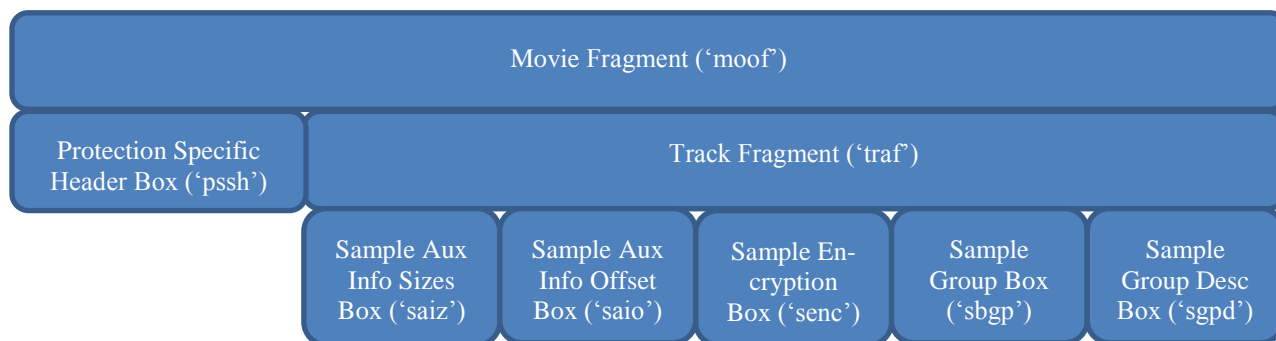 Movie Fragment (‘moof’)
Protection Specific
Header Box (‘pssh’)
Track Fragment (‘traf’)
Sample Aux
Info Sizes
Box (‘saiz’)
Sample Aux
Info Offset
Box (‘saio’)
Sample En-
cryption
Box (‘senc’)
Sample
Group Box
(‘sbgp’)
Sample
Group Desc
Box (‘sgpd’)